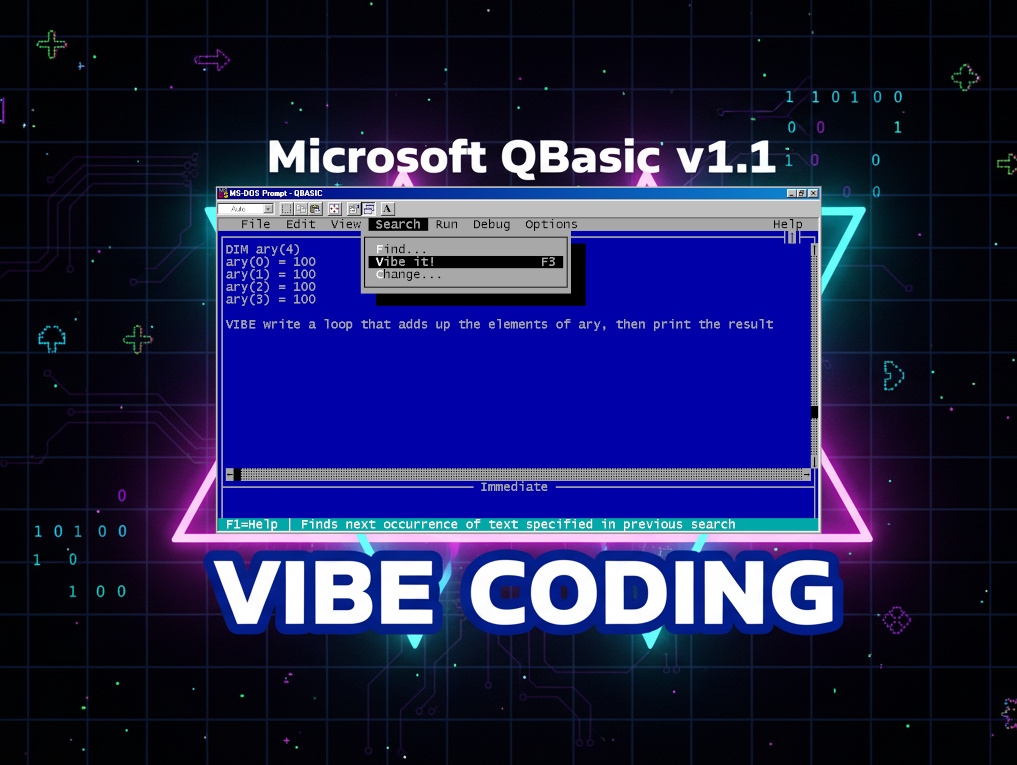 1 1 0 1 0 0
0 0 1
Microsoft QBasic v1.1
1 0 0
0 0
MS-DOS Prompt - QBASIC
Auto A
File Edit View Search Run Debug Options Help
DIM ary(4)
ary(0) = 100
ary(1) = 100
ary(2) = 100
ary(3) = 100
Find...
Vibe it! F3
Change...
VIBE write a loop that adds up the elements of ary, then print the result
Immediate
F1=Help | Finds next occurrence of text specified in previous search
0
1 0 1 0 0
1 0
1 0 0
VIBE CODING